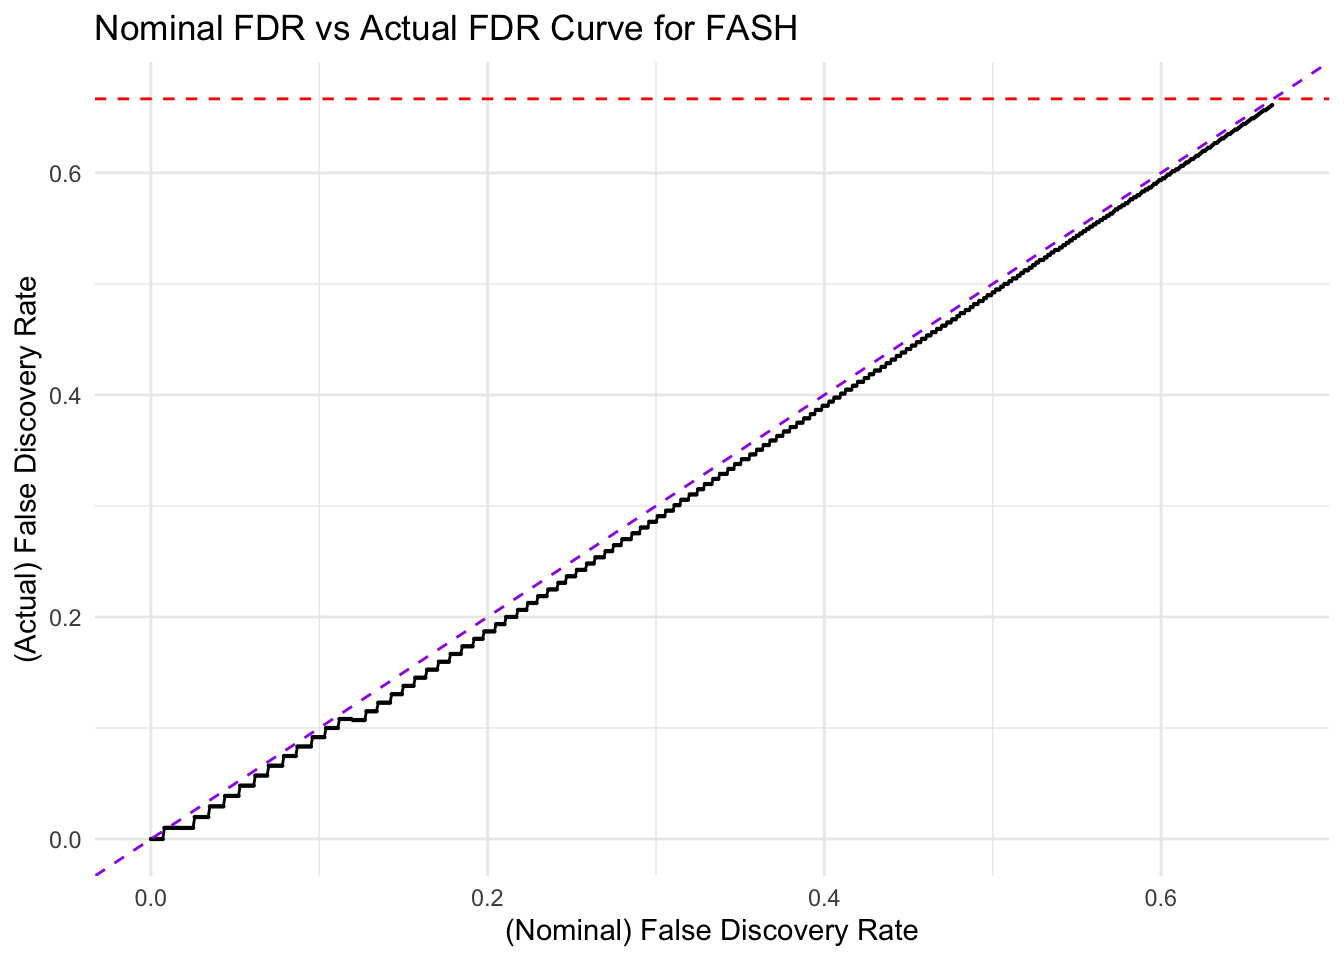 Nominal FDR vs Actual FDR Curve for FASH
(Actual) False Discovery Rate
0.6
0.4
0.2
0.0
0.0 0.2 0.4 0.6
(Nominal) False Discovery Rate